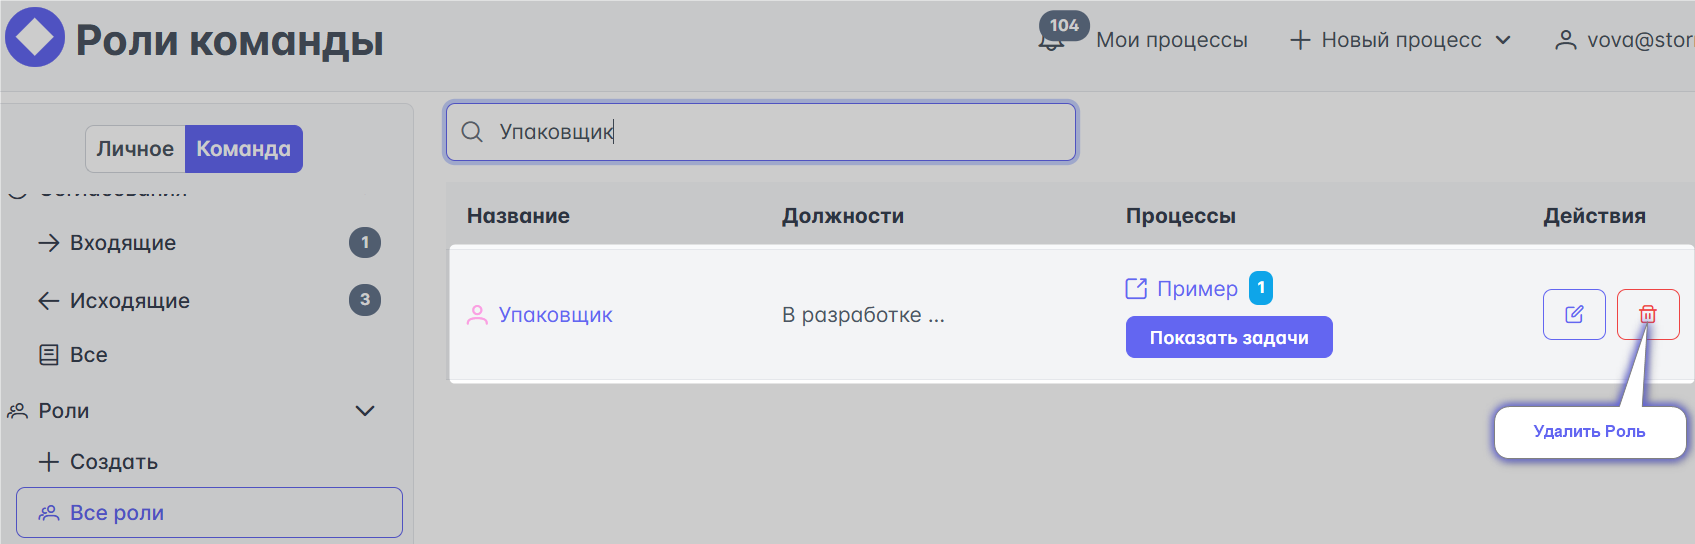 Роли команды
104
Мои процессы
Новый процесс
vova@stor
Личное
Команда
Упаковщик
Согласования
Название
Должности
Процессы
Действия
Входящие
1
Исходящие
3
Все
Упаковщик
В разработке ...
Пример
1
Показать задачи
Роли
Удалить Роль
Создать
Все роли